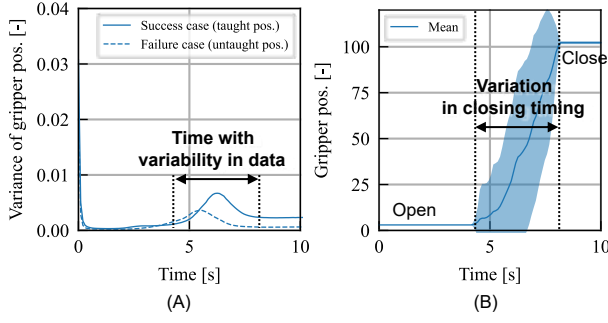 0.04
0.03
0.02
0.01
0.00
Variance of gripper pos. [-]
Success case (taught pos.)
Failure case (untaught pos.)
Time with
variability in data
0
5
10
Time [s]
(A)
100
75
50
25
0
Gripper pos. [-]
Mean
Close
Variation
in closing timing
Open
0
5
10
Time [s]
(B)